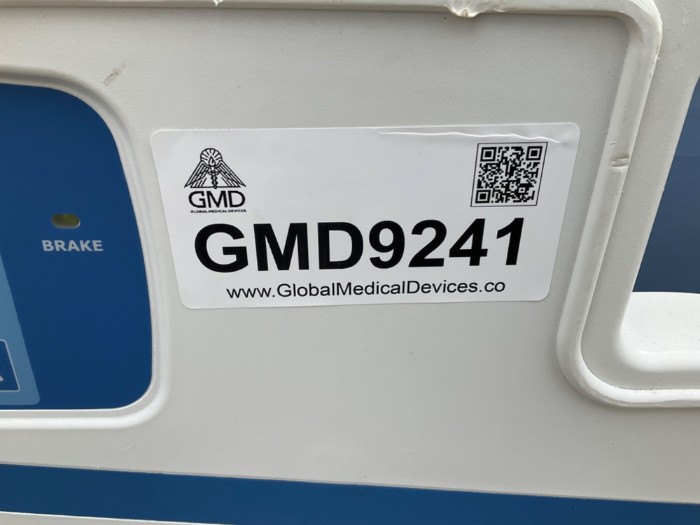 GMD
GLOBAL MEDICAL DEVICES
GMD9241
www.GlobalMedicalDevices.co
BRAKE